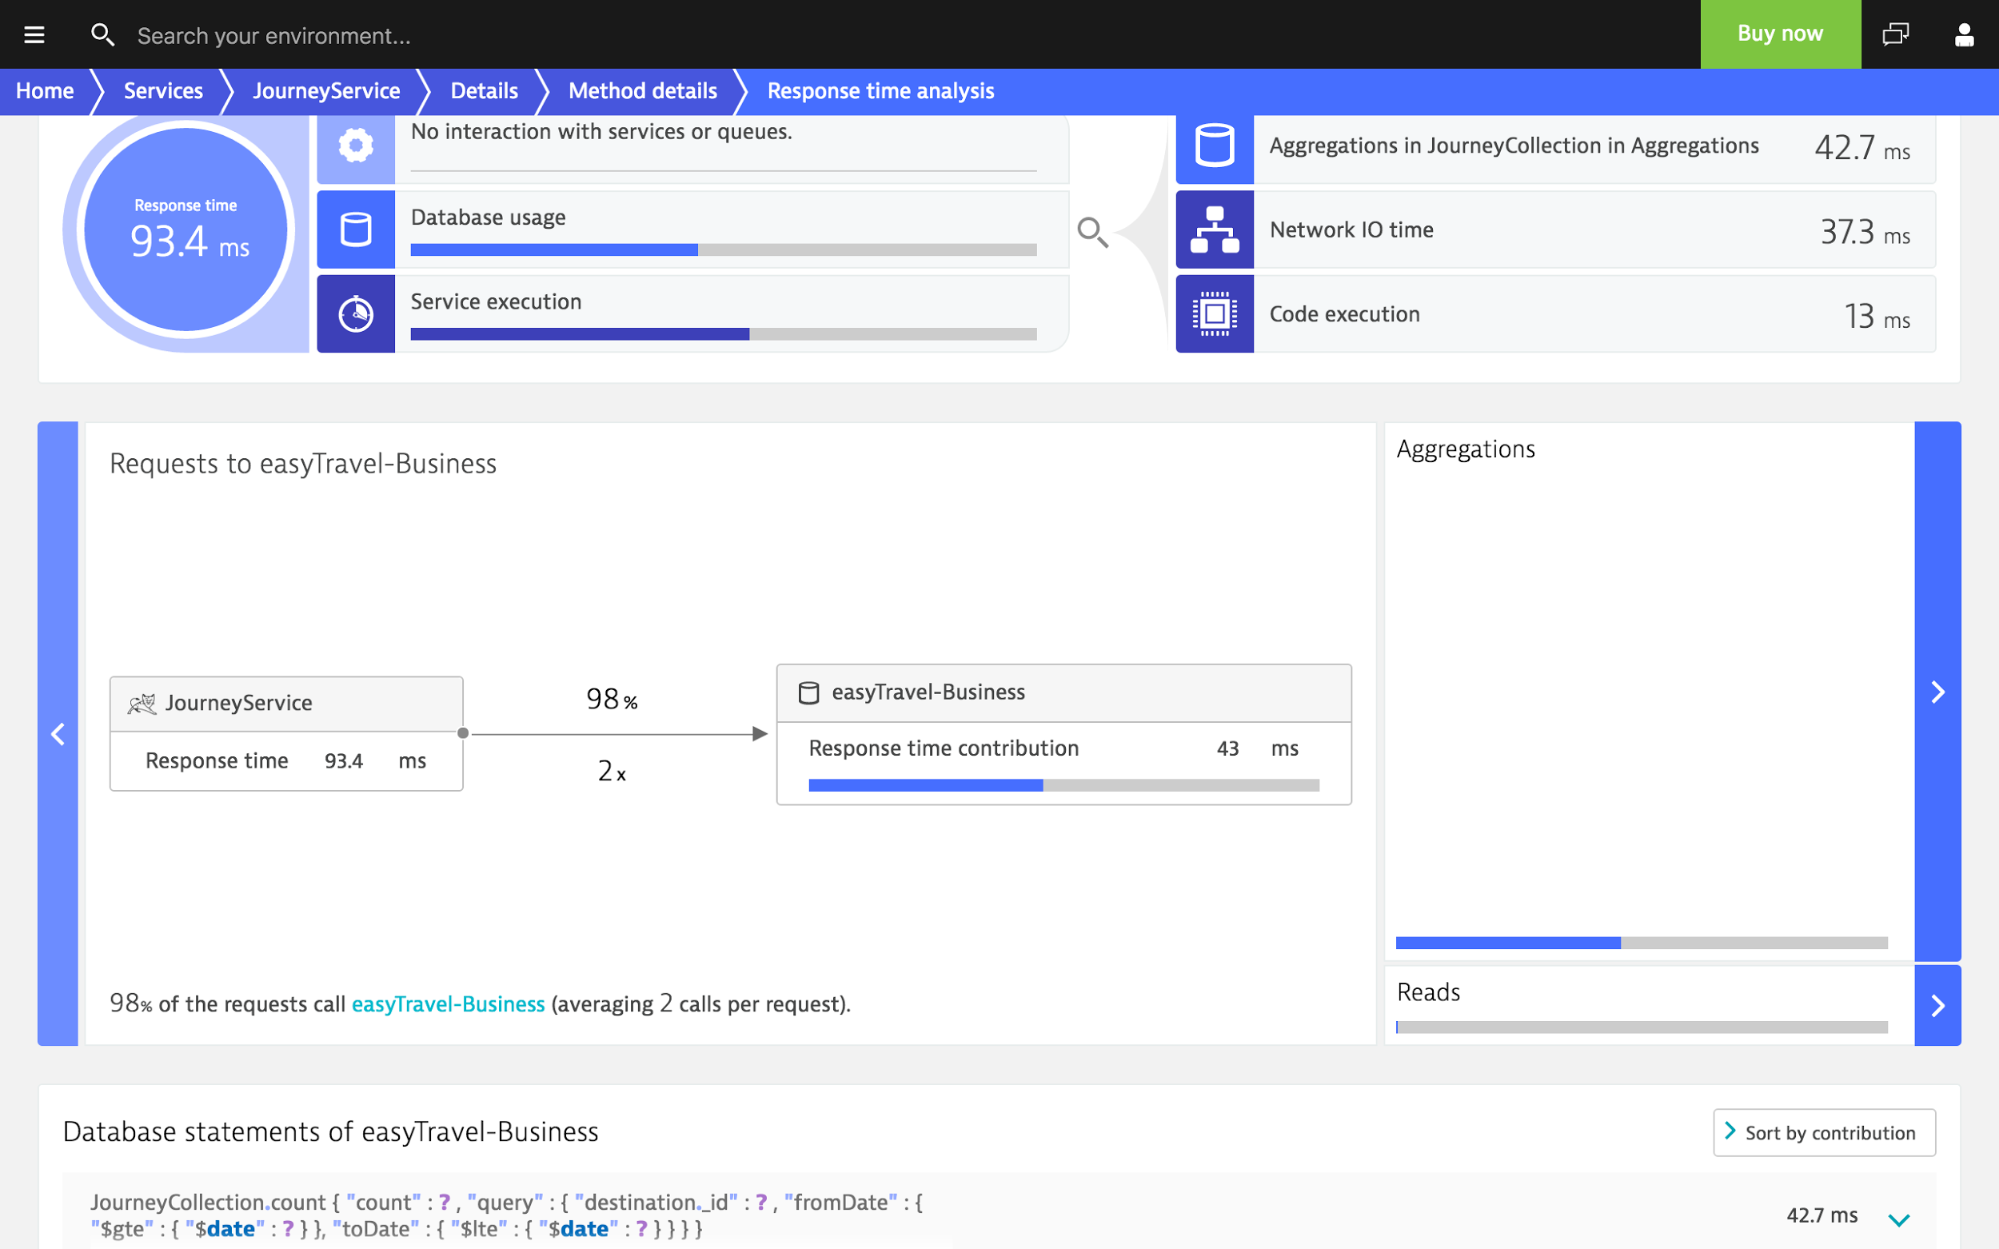 Search your environment...
Buy now
Home
Services
JourneyService
Details
Method details
Response time analysis
Response time
93.4 ms
No interaction with services or queues.
Database usage
Service execution
Aggregations in JourneyCollection in Aggregations
42.7 ms
Network IO time
37.3 ms
Code execution
13 ms
Requests to easyTravel-Business
JourneyService
Response time 93.4 ms
98 %
2 x
easyTravel-Business
Response time contribution 43 ms
98% of the requests call easyTravel-Business (averaging 2 calls per request).
Aggregations
Reads
Database statements of easyTravel-Business
Sort by contribution
JourneyCollection.count { "count" : ? , "query" : { "destination._id" : ? , "fromDate" : {
"$gte" : { "$date" : ? } }, "toDate" : { "$lte" : { "$date" : ? } } } }
42.7 ms